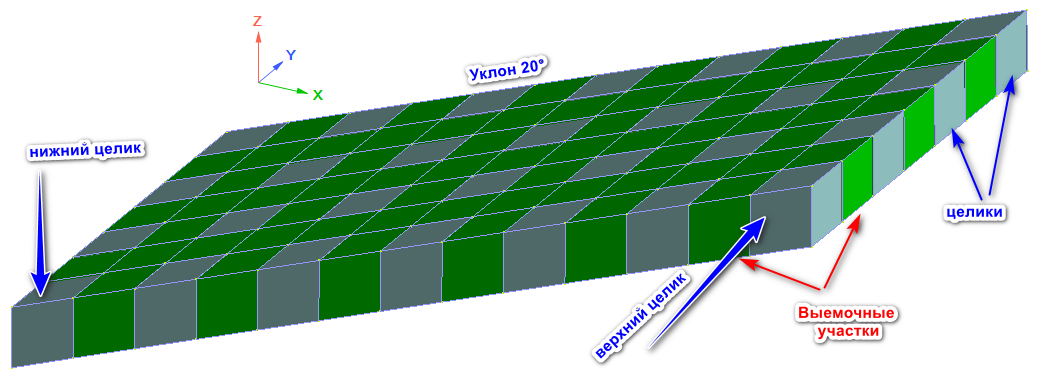 Z
Y
X
Уклон 20°
нижний целик
целики
верхний целик
Выемочные
участки